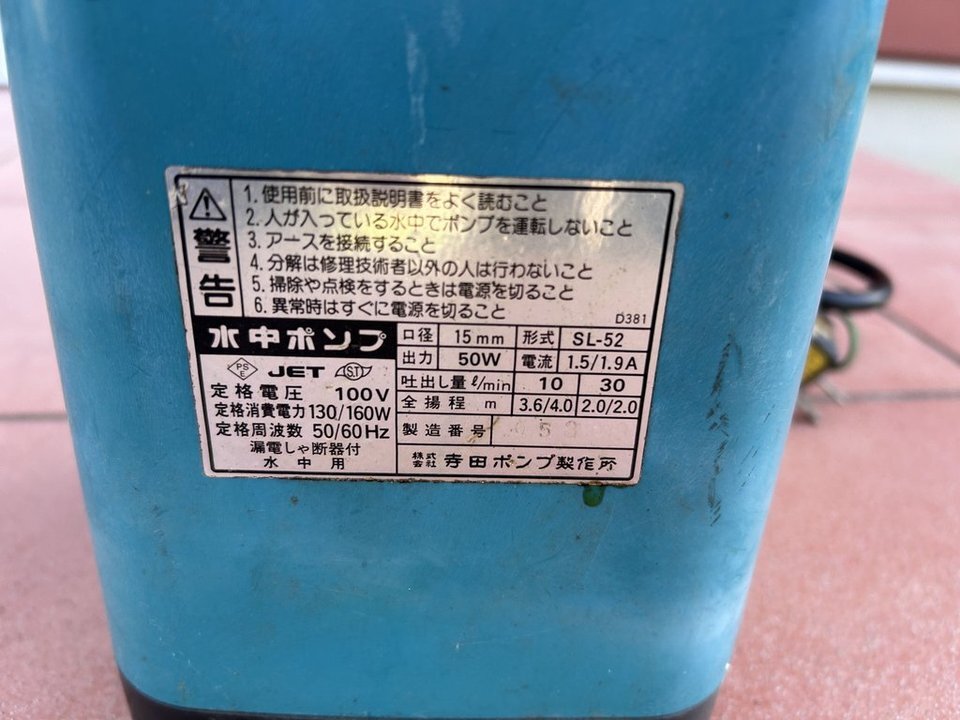 警告
1. 使用前に取扱説明書をよく読むこと
2. 人が入っている水中でポンプを運転しないこと
3. アースを接続すること
4. 分解は修理技術者以外の人は行わないこと
5. 掃除や点検をするときは電源を切ること
6. 異常時はすぐに電源を切ること
D381
水中ポンプ
PS E JET S.T
定格電圧 100V
定格消費電力 130/160W
定格周波数 50/60Hz
漏電しゃ断器付
水中用
口径 15mm 形式 SL-52
出力 50W 電流 1.5/1.9A
吐出し量 ℓ/min 10 30
全揚程 m 3.6/4.0 2.0/2.0
製造番号
株式会社 寺田ポンプ製作所